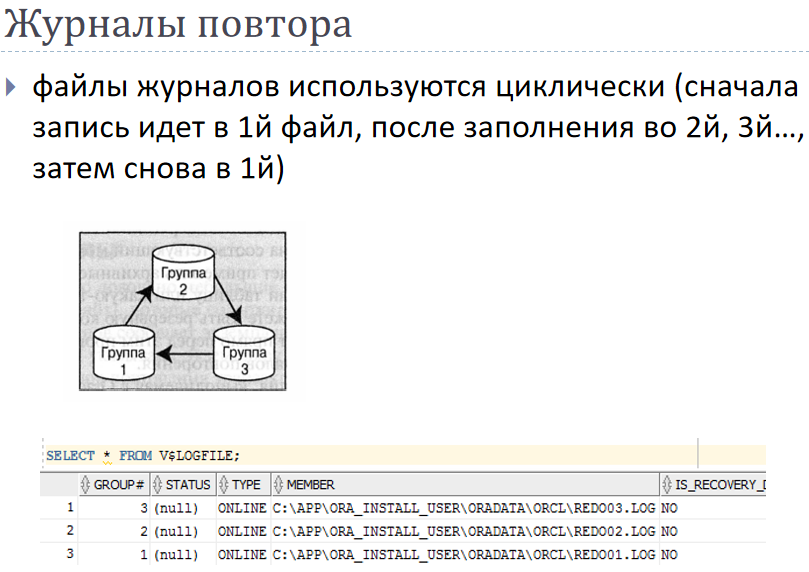 Журналы повтора
файлы журналов используются циклически (сначала
запись идет в 1й файл, после заполнения во 2й, 3й…,
затем снова в 1й)
Группа
2
Группа
1
Группа
3
SELECT * FROM V$LOGFILE;
GROUP# STATUS TYPE MEMBER IS_RECOVERY_D
1 3 (null) ONLINE C:\APP\ORA_INSTALL_USER\ORADATA\ORCL\REDO03.LOG NO
2 2 (null) ONLINE C:\APP\ORA_INSTALL_USER\ORADATA\ORCL\REDO02.LOG NO
3 1 (null) ONLINE C:\APP\ORA_INSTALL_USER\ORADATA\ORCL\REDO01.LOG NO